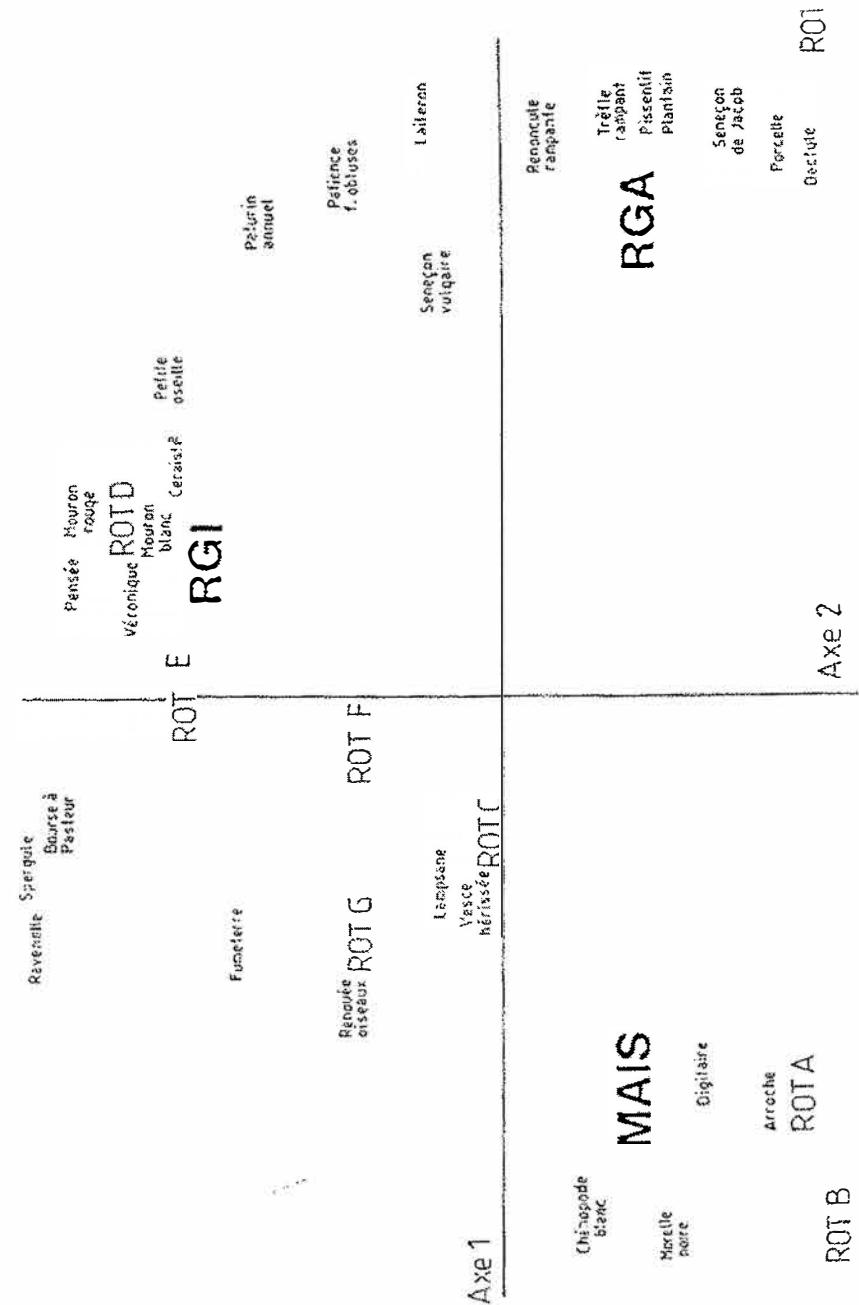 Ravenelle
Spergule
Bourse à
Pasteur
Pensée
Mouron
rouge
Véronique
ROT D
Mouron
blanc
Petite
oseille
ROT E
RGI
Fumeterre
Paturin
annuel
Renouée
oiseaux
ROT G
ROT F
Patience
f. obtuses
Laiteron
Seneçon
vulgaire
Lampsane
Vesce
hérissée
ROT C
Axe 1
Renoncule
rampante
Chénopode
blanc
MAIS
RGA
Trèfle
rampant
Pissenlit
Plantain
Morelle
noire
Digitaire
Seneçon
de Jacob
Arroche
ROT A
Porcelle
Axe 2
ROT B
ROT